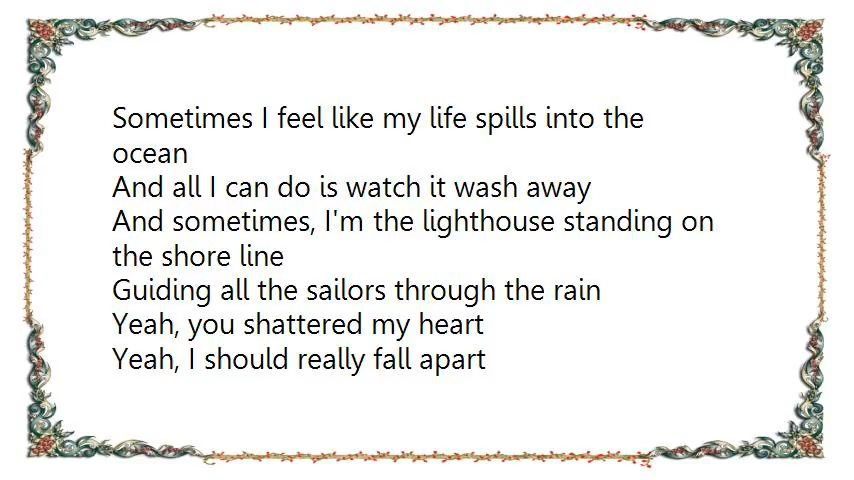 Sometimes I feel like my life spills into the
ocean
And all I can do is watch it wash away
And sometimes, I'm the lighthouse standing on
the shore line
Guiding all the sailors through the rain
Yeah, you shattered my heart
Yeah, I should really fall apart